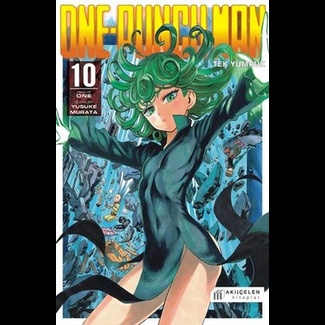 ONE-PUNCH MAN
TEK YUMRUK
10
ONE
YUSUKE
MURATA
AKILÇELEN
kitaplar